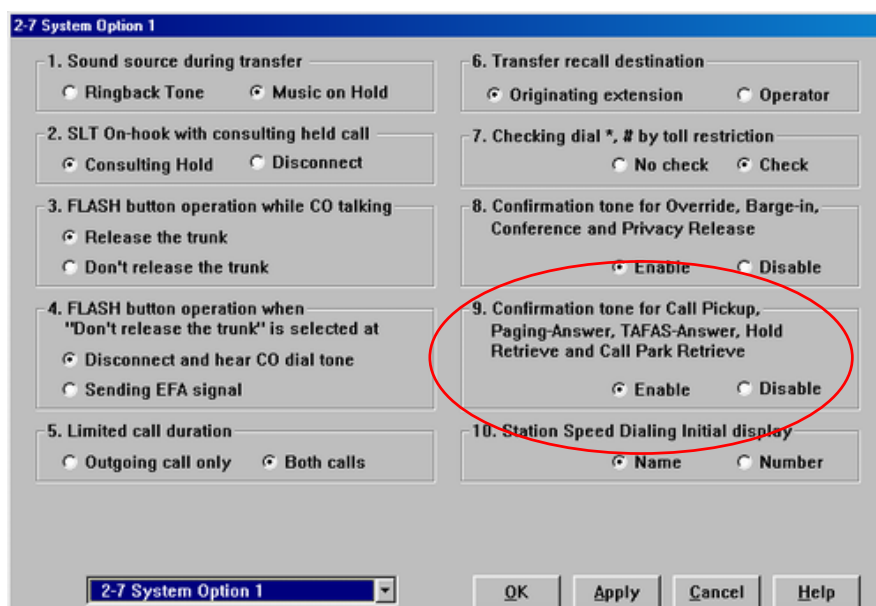 2-7 System Option 1
1. Sound source during transfer
Ringback Tone Music on Hold
2. SLT On-hook with consulting held call
Consulting Hold Disconnect
3. FLASH button operation while CO talking
Release the trunk
Don't release the trunk
4. FLASH button operation when
"Don't release the trunk" is selected at
Disconnect and hear CO dial tone
Sending EFA signal
5. Limited call duration
Outgoing call only Both calls
6. Transfer recall destination
Originating extension Operator
7. Checking dial *, # by toll restriction
No check Check
8. Confirmation tone for Override, Barge-in,
Conference and Privacy Release
Enable Disable
9. Confirmation tone for Call Pickup,
Paging-Answer, TAFAS-Answer, Hold
Retrieve and Call Park Retrieve
Enable Disable
10. Station Speed Dialing Initial display
Name Number
2-7 System Option 1
OK Apply Cancel Help